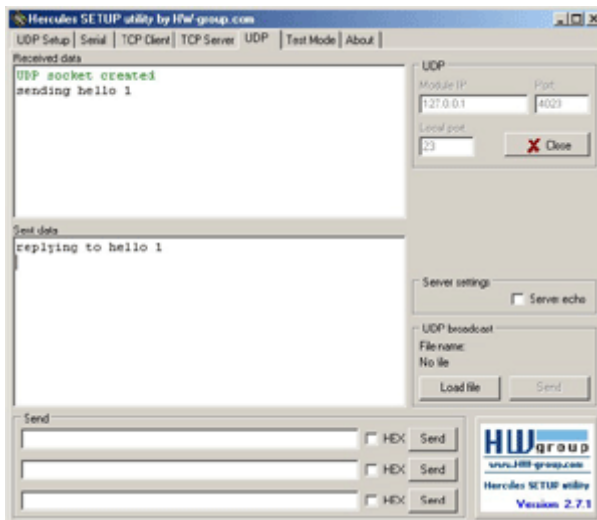 Hercules SETUP utility by HW-group.com
UDP Setup Serial TCP Client TCP Server UDP Test Mode About
Received data
UDP socket created
sending hello 1
Sent data
replying to hello 1
UDP
Module IP Port
127.0.0.1 4023
Local port
23 Close
Server settings
Server echo
UDP broadcast
File name:
No file
Load file Send
Send
HEX Send
HEX Send
HEX Send
HWgroup
www.HW-group.com
Hercules SETUP utility
Version 2.7.1